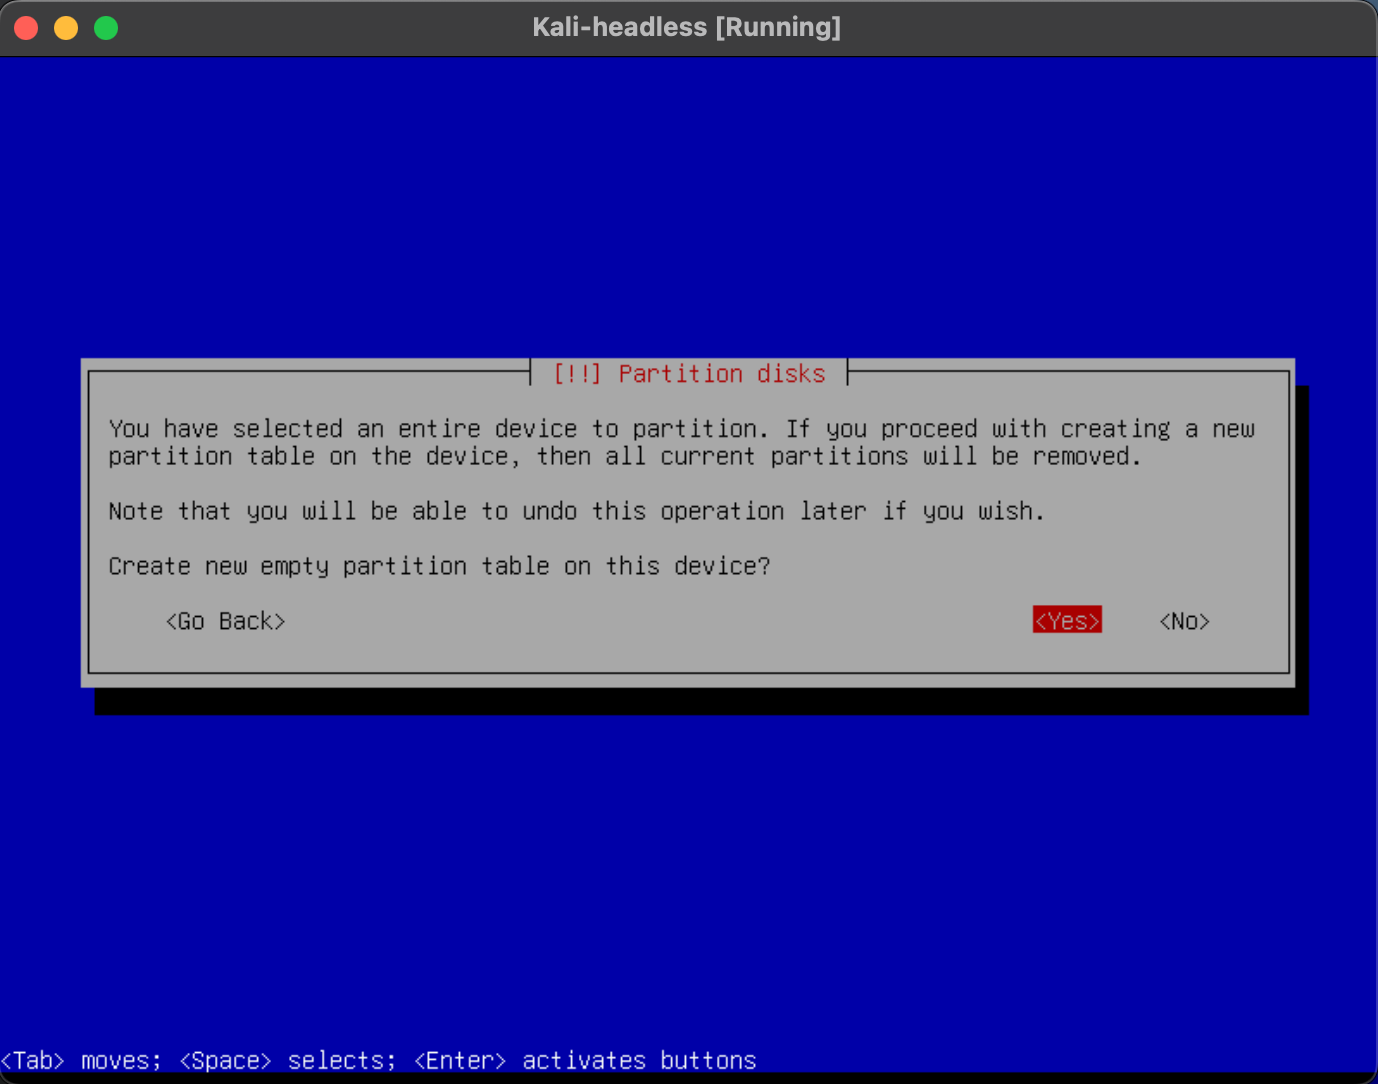 Kali-headless [Running]
[!!] Partition disks
You have selected an entire device to partition. If you proceed with creating a new
partition table on the device, then all current partitions will be removed.
Note that you will be able to undo this operation later if you wish.
Create new empty partition table on this device?
<Go Back> <Yes> <No>
<Tab> moves; <Space> selects; <Enter> activates buttons